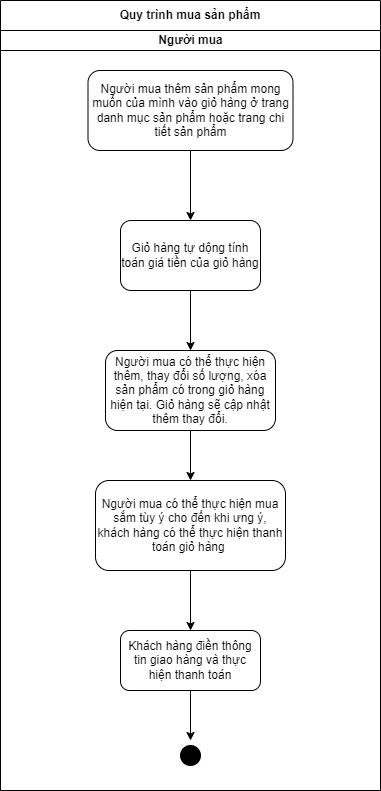 Quy trình mua sản phẩm
Người mua
Người mua thêm sản phẩm mong
muốn của mình vào giỏ hàng ở trang
danh mục sản phẩm hoặc trang chi
tiết sản phẩm
Giỏ hàng tự động tính
toán giá tiền của giỏ hàng
Người mua có thể thực hiện
thêm, thay đổi số lượng, xóa
sản phẩm có trong giỏ hàng
hiện tại. Giỏ hàng sẽ cập nhật
thêm thay đổi.
Người mua có thể thực hiện mua
sắm tùy ý cho đến khi ưng ý,
khách hàng có thể thực hiện thanh
toán giỏ hàng
Khách hàng điền thông
tin giao hàng và thực
hiện thanh toán